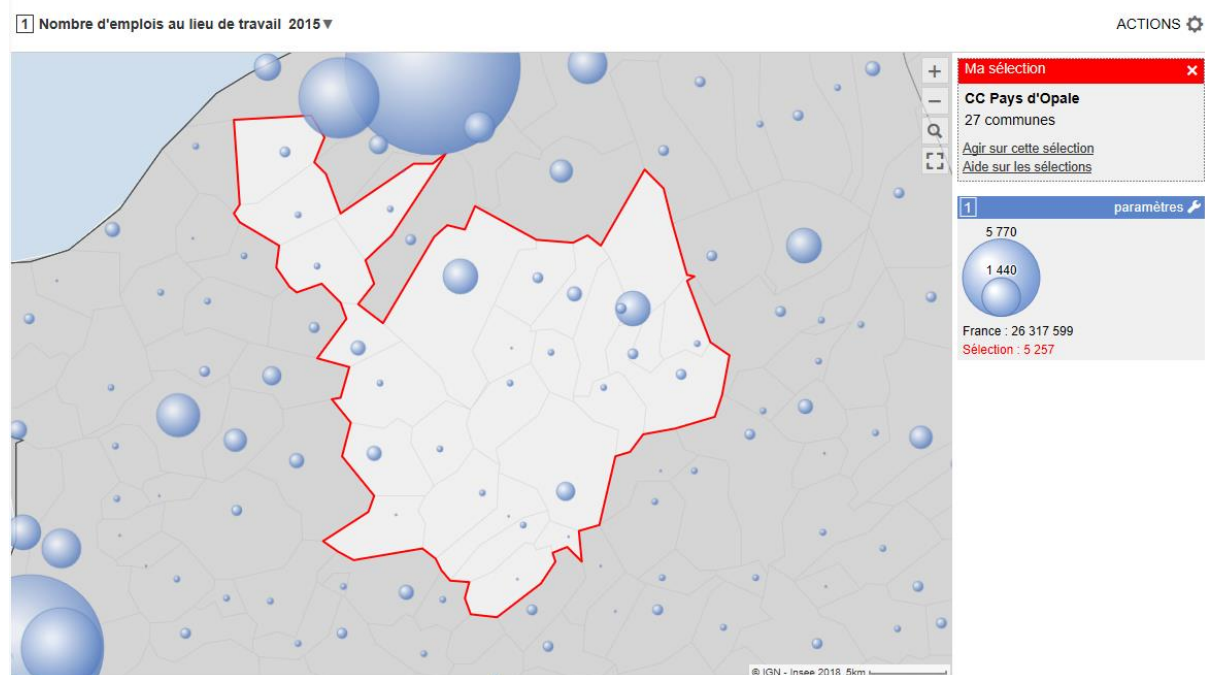 1 Nombre d'emplois au lieu de travail 2015▼
ACTIONS
+
−
Ma sélection ×
CC Pays d'Opale
27 communes
Agir sur cette sélection
Aide sur les sélections
1 paramètres
5 770
1 440
France : 26 317 599
Sélection : 5 257
© IGN - Insee 2018 5km